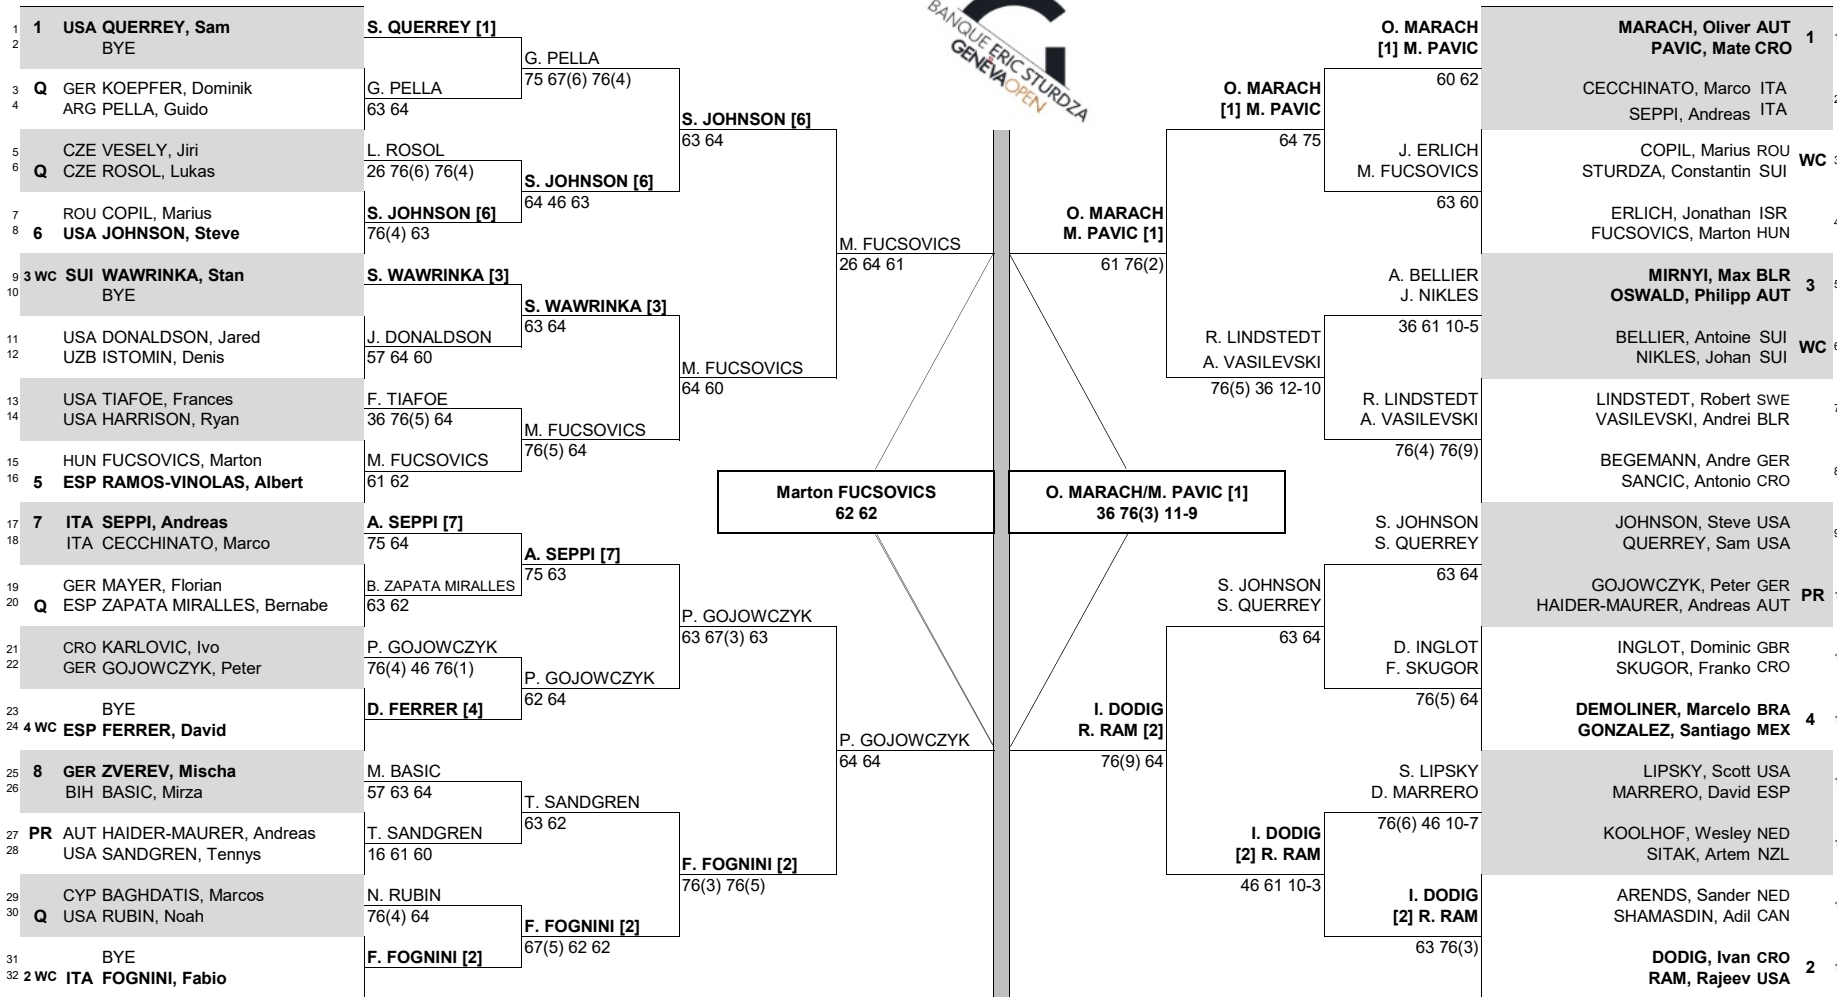 BANQUE ERIC STURDZA
GENEVAOPEN
1 1 USA QUERREY, Sam
2 BYE
3 Q GER KOEPFER, Dominik
4 ARG PELLA, Guido
5 CZE VESELY, Jiri
6 Q CZE ROSOL, Lukas
7 ROU COPIL, Marius
8 6 USA JOHNSON, Steve
9 3 WC SUI WAWRINKA, Stan
10 BYE
11 USA DONALDSON, Jared
12 UZB ISTOMIN, Denis
13 USA TIAFOE, Frances
14 USA HARRISON, Ryan
15 HUN FUCSOVICS, Marton
16 5 ESP RAMOS-VINOLAS, Albert
17 7 ITA SEPPI, Andreas
18 ITA CECCHINATO, Marco
19 GER MAYER, Florian
20 Q ESP ZAPATA MIRALLES, Bernabe
21 CRO KARLOVIC, Ivo
22 GER GOJOWCZYK, Peter
23 BYE
24 4 WC ESP FERRER, David
25 8 GER ZVEREV, Mischa
26 BIH BASIC, Mirza
27 PR AUT HAIDER-MAURER, Andreas
28 USA SANDGREN, Tennys
29 CYP BAGHDATIS, Marcos
30 Q USA RUBIN, Noah
31 BYE
32 2 WC ITA FOGNINI, Fabio
S. QUERREY [1]
G. PELLA
63 64
L. ROSOL
26 76(6) 76(4)
S. JOHNSON [6]
76(4) 63
S. WAWRINKA [3]
J. DONALDSON
57 64 60
F. TIAFOE
36 76(5) 64
M. FUCSOVICS
61 62
A. SEPPI [7]
75 64
B. ZAPATA MIRALLES
63 62
P. GOJOWCZYK
76(4) 46 76(1)
D. FERRER [4]
M. BASIC
57 63 64
T. SANDGREN
16 61 60
N. RUBIN
76(4) 64
F. FOGNINI [2]
G. PELLA
75 67(6) 76(4)
S. JOHNSON [6]
64 46 63
S. WAWRINKA [3]
63 64
M. FUCSOVICS
76(5) 64
A. SEPPI [7]
75 63
P. GOJOWCZYK
62 64
T. SANDGREN
63 62
F. FOGNINI [2]
67(5) 62 62
S. JOHNSON [6]
63 64
M. FUCSOVICS
64 60
P. GOJOWCZYK
63 67(3) 63
F. FOGNINI [2]
76(3) 76(5)
M. FUCSOVICS
26 64 61
P. GOJOWCZYK
64 64
Marton FUCSOVICS
62 62
O. MARACH/M. PAVIC [1]
36 76(3) 11-9
O. MARACH
M. PAVIC [1]
61 76(2)
I. DODIG
R. RAM [2]
76(9) 64
O. MARACH
[1] M. PAVIC
64 75
R. LINDSTEDT
A. VASILEVSKI
76(5) 36 12-10
S. JOHNSON
S. QUERREY
63 64
I. DODIG
[2] R. RAM
46 61 10-3
O. MARACH
[1] M. PAVIC
60 62
J. ERLICH
M. FUCSOVICS
63 60
A. BELLIER
J. NIKLES
36 61 10-5
R. LINDSTEDT
A. VASILEVSKI
76(4) 76(9)
S. JOHNSON
S. QUERREY
63 64
D. INGLOT
F. SKUGOR
76(5) 64
S. LIPSKY
D. MARRERO
76(6) 46 10-7
I. DODIG
[2] R. RAM
63 76(3)
MARACH, Oliver AUT
PAVIC, Mate CRO 1
CECCHINATO, Marco ITA
SEPPI, Andreas ITA
COPIL, Marius ROU
STURDZA, Constantin SUI WC
ERLICH, Jonathan ISR
FUCSOVICS, Marton HUN
MIRNYI, Max BLR
OSWALD, Philipp AUT 3
BELLIER, Antoine SUI
NIKLES, Johan SUI WC
LINDSTEDT, Robert SWE
VASILEVSKI, Andrei BLR
BEGEMANN, Andre GER
SANCIC, Antonio CRO
JOHNSON, Steve USA
QUERREY, Sam USA
GOJOWCZYK, Peter GER
HAIDER-MAURER, Andreas AUT PR
INGLOT, Dominic GBR
SKUGOR, Franko CRO
DEMOLINER, Marcelo BRA
GONZALEZ, Santiago MEX 4
LIPSKY, Scott USA
MARRERO, David ESP
KOOLHOF, Wesley NED
SITAK, Artem NZL
ARENDS, Sander NED
SHAMASDIN, Adil CAN
DODIG, Ivan CRO
RAM, Rajeev USA 2